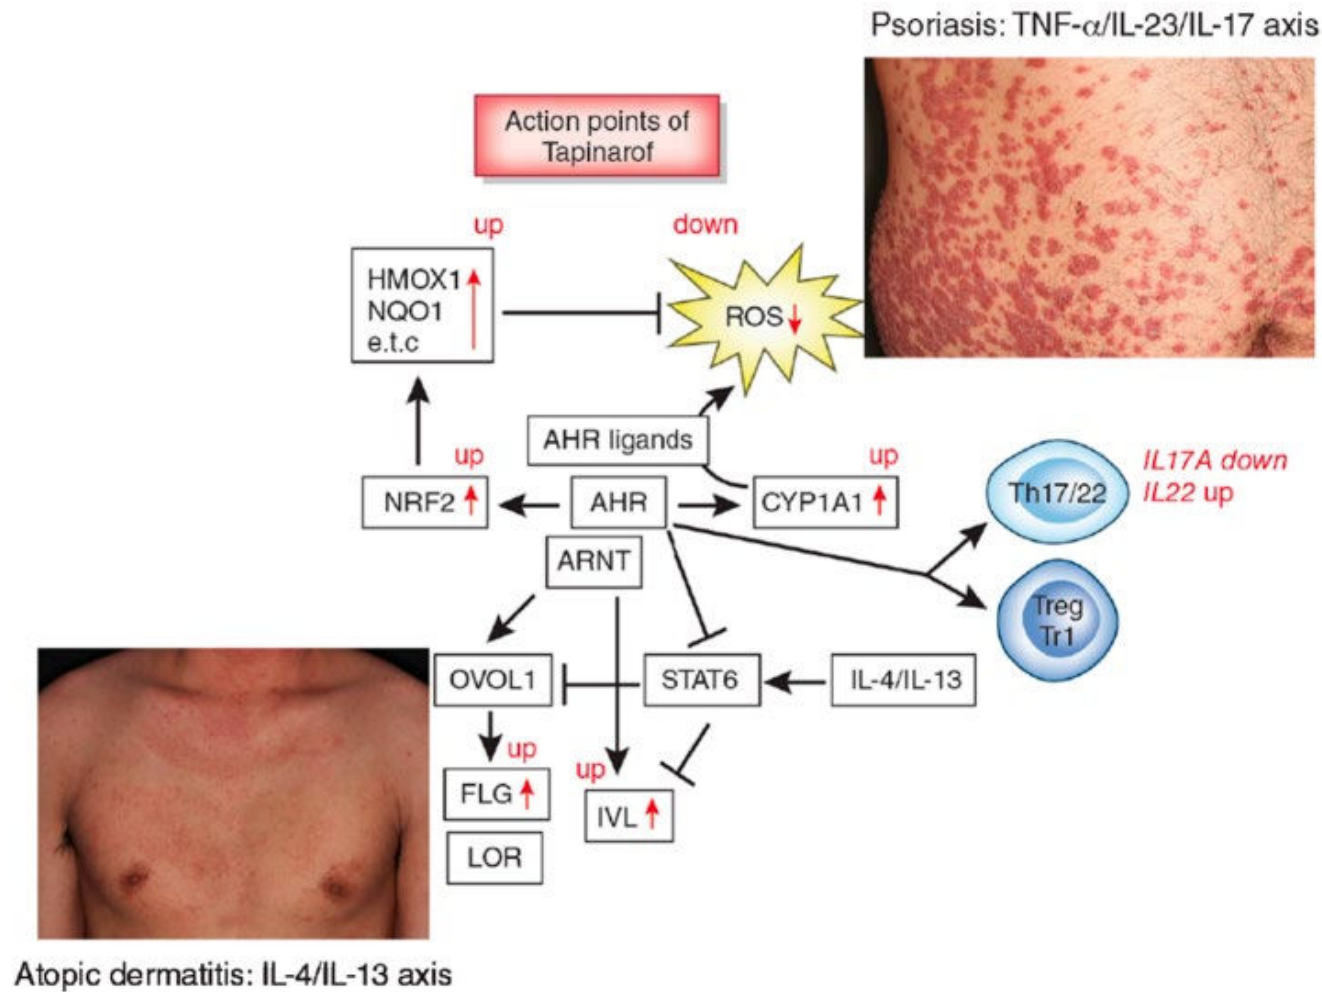 Psoriasis: TNF-α/IL-23/IL-17 axis
Action points of
Tapinarof
up
down
HMOX1
NQO1
e.t.c
ROS
AHR ligands
up
up
NRF2
AHR
CYP1A1
Th17/22
IL17A down
IL22 up
ARNT
Treg
Tr1
OVOL1
STAT6
IL-4/IL-13
up
up
FLG
IVL
LOR
Atopic dermatitis: IL-4/IL-13 axis